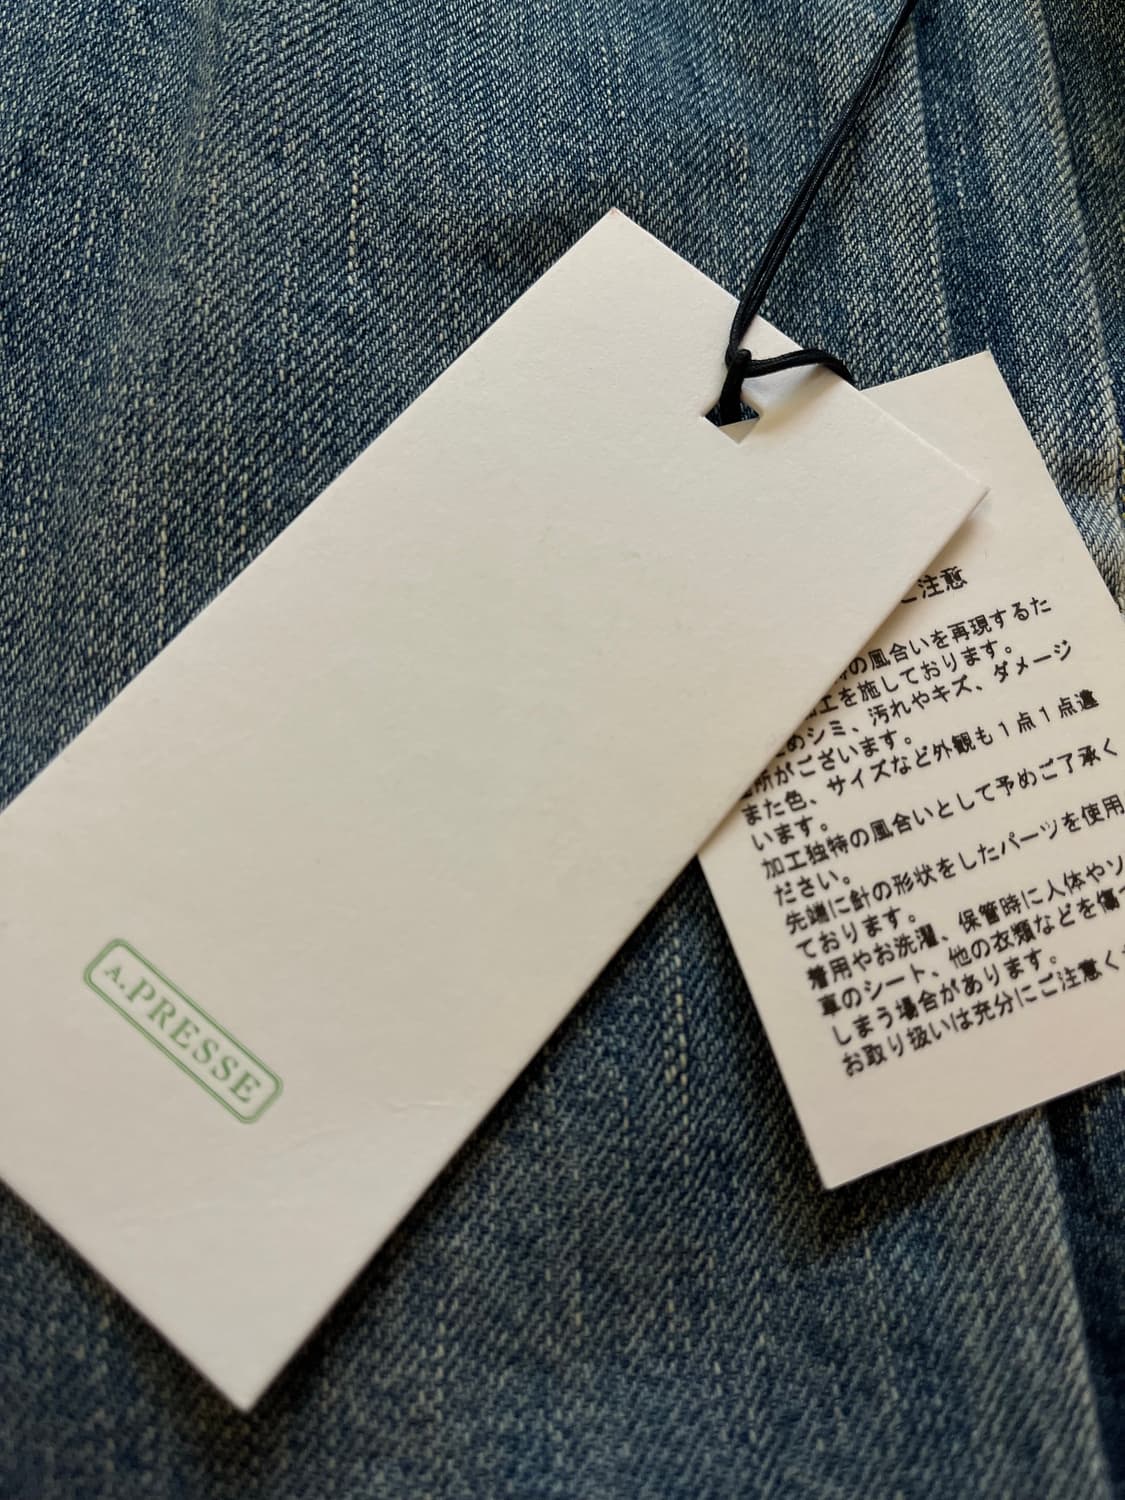 A.PRESSE
ご注意
の風合いを再現するた
工を施しております。
めシミ、汚れやキズ、ダメージ
所がございます。
また色、サイズなど外観も1点1点違
います。
加工独特の風合いとして予めご了承く
ださい。
先端に針の形状をしたパーツを使用
ております。
着用やお洗濯、保管時に人体やソ
車のシート、他の衣類などを傷つ
しまう場合があります。
お取り扱いは充分にご注意く